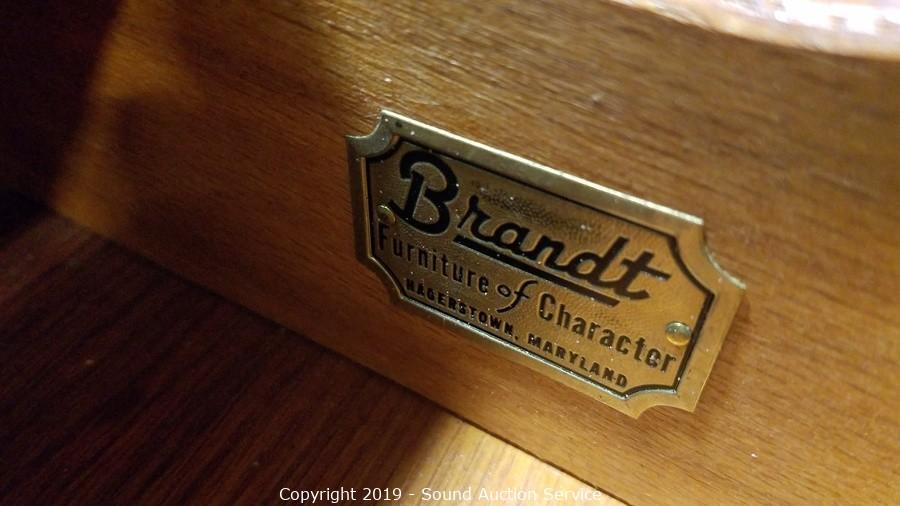 Brandt
Furniture of Character
HAGERSTOWN, MARYLAND
Copyright 2019 - Sound Auction Service